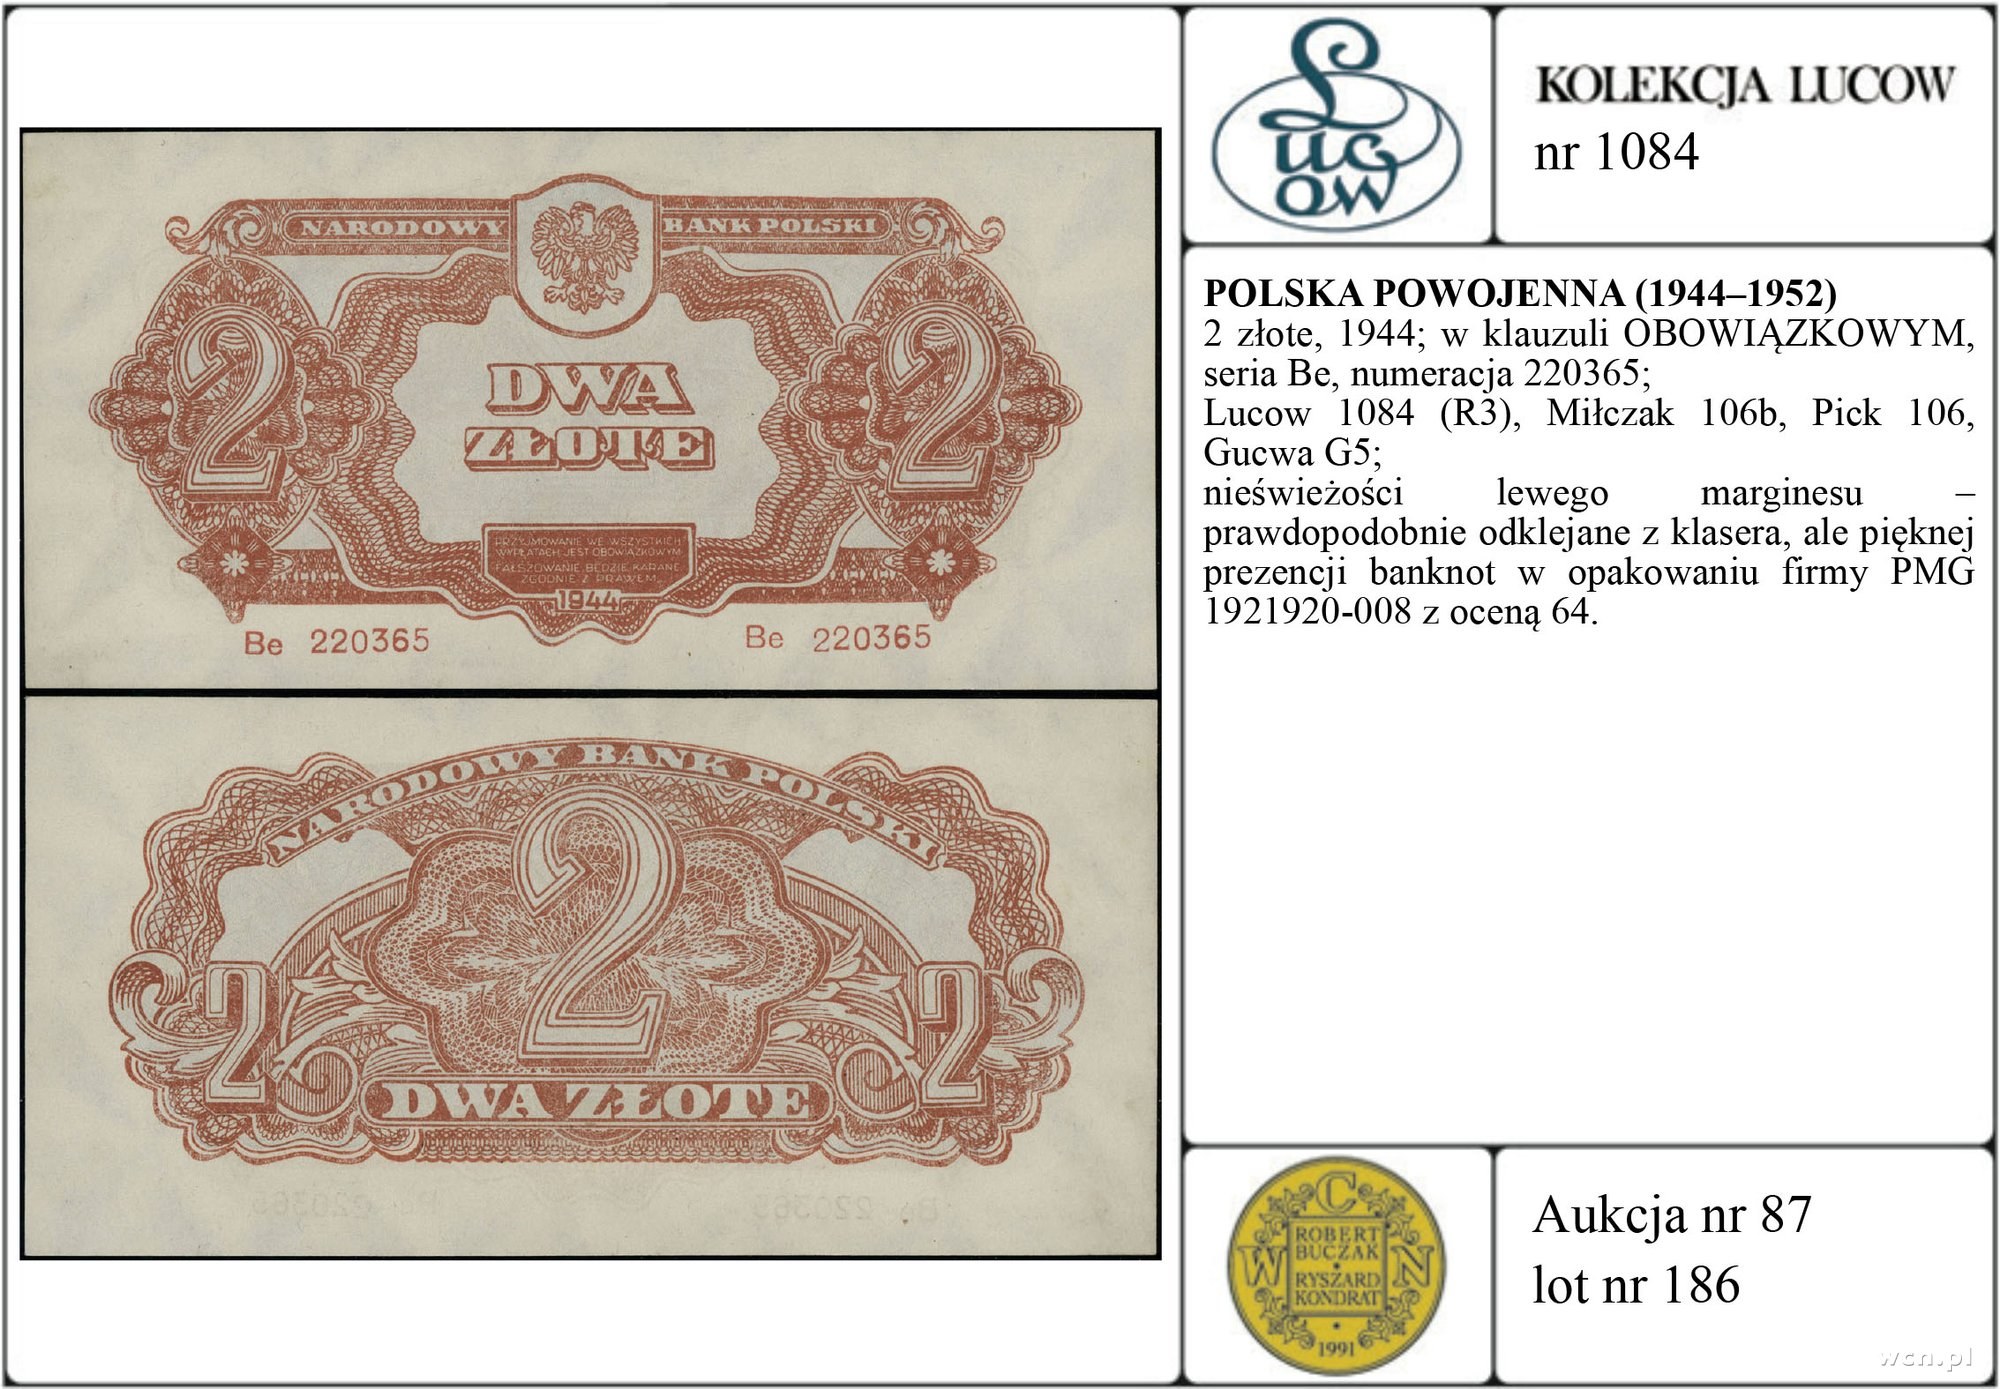 NARODOWY BANK POLSKI
2 2
DWA
ZŁOTE
PRZYJMOWANIE WE WSZYSTKICH
WYPŁATACH JEST OBOWIĄZKOWYM
FAŁSZOWANIE BĘDZIE KARANE
ZGODNIE Z PRAWEM
1944
Be 220365 Be 220365
NARODOWY BANK POLSKI
2
2 2
DWA ZŁOTE
Lucow
KOLEKCJA LUCOW
nr 1084
POLSKA POWOJENNA (1944–1952)
2 złote, 1944; w klauzuli OBOWIĄZKOWYM,
seria Be, numeracja 220365;
Lucow 1084 (R3), Miłczak 106b, Pick 106,
Gucwa G5;
nieświeżości lewego marginesu –
prawdopodobnie odklejane z klasera, ale pięknej
prezencji banknot w opakowaniu firmy PMG
1921920-008 z oceną 64.
C
W N
ROBERT
BUCZAK
RYSZARD
KONDRAT
1991
Aukcja nr 87
lot nr 186
wcn.pl